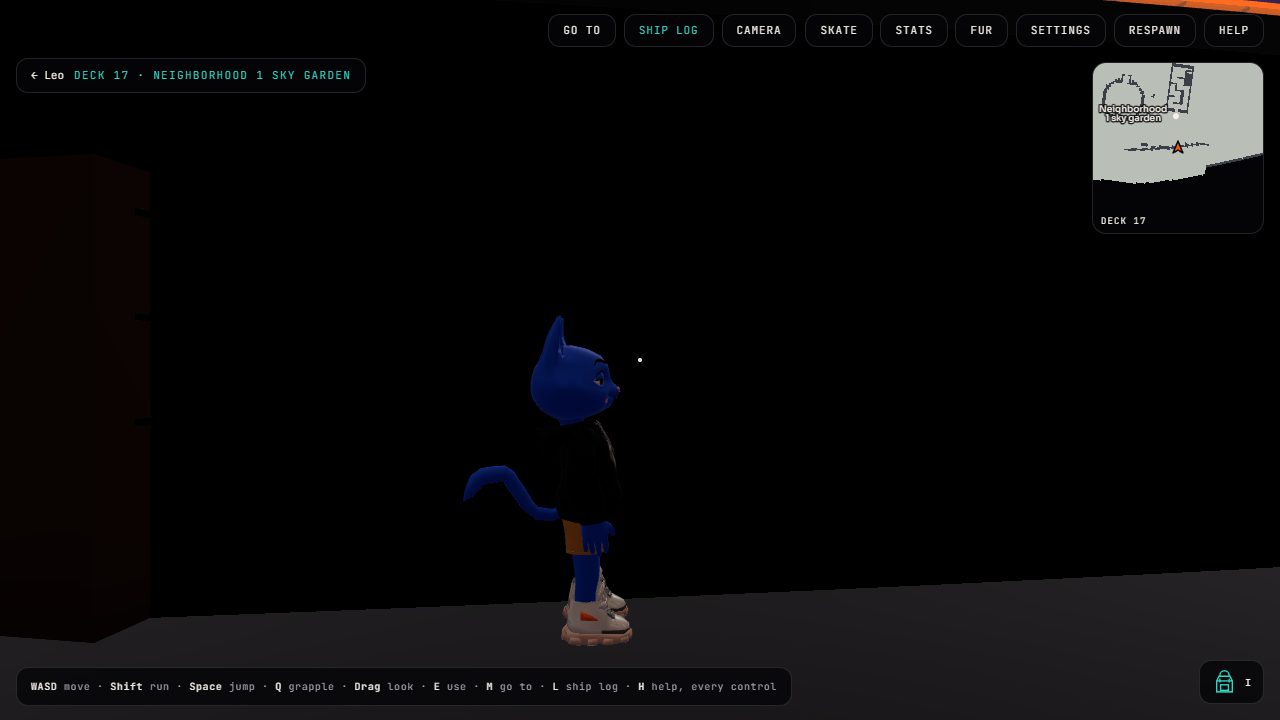 GO TO
SHIP LOG
CAMERA
SKATE
STATS
FUR
SETTINGS
RESPAWN
HELP
← Leo DECK 17 · NEIGHBORHOOD 1 SKY GARDEN
Neighborhood
1 sky garden
DECK 17
WASD move · Shift run · Space jump · Q grapple · Drag look · E use · M go to · L ship log · H help, every control
I